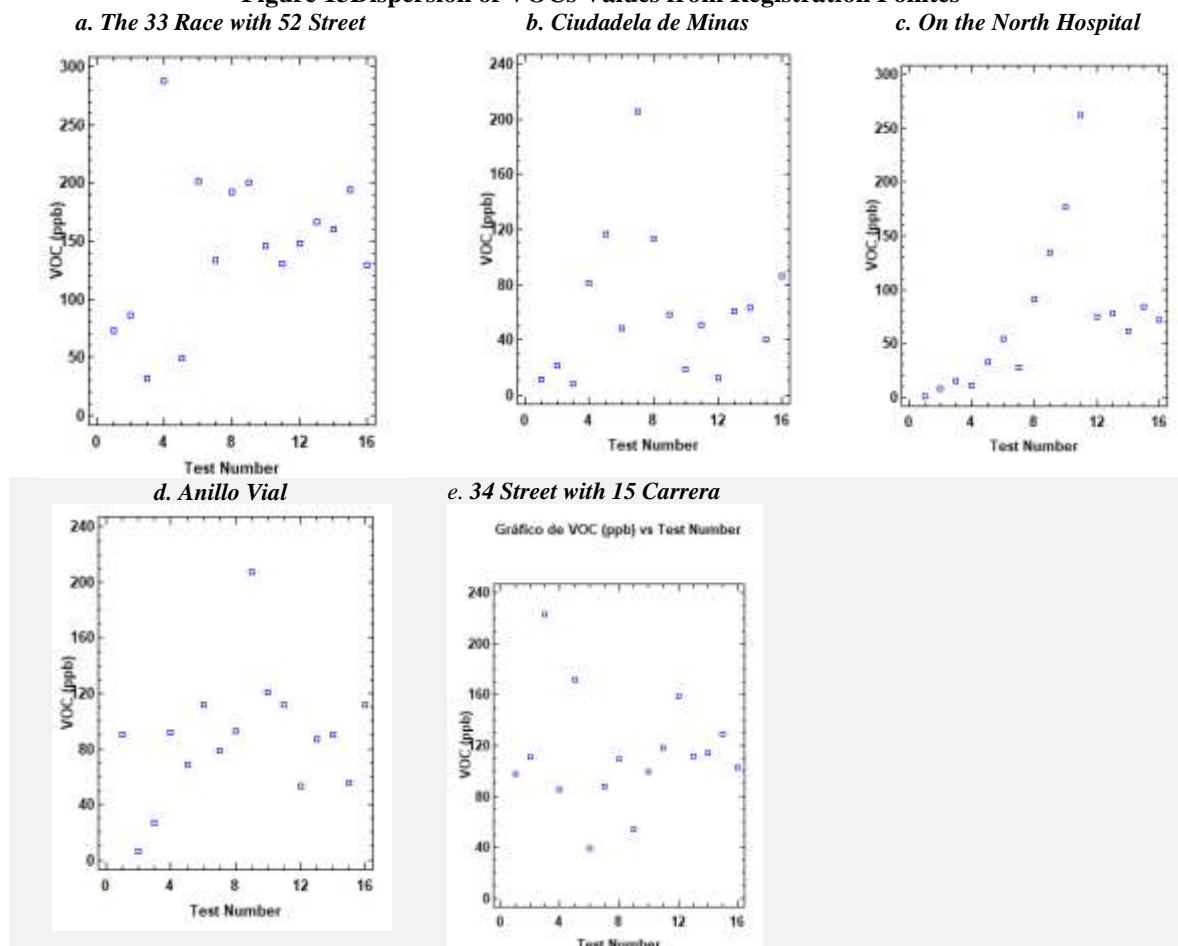 Figure 13Dispersion of VOCs Values from Registration Pointes
a. The 33 Race with 52 Street
b. Ciudadela de Minas
c. On the North Hospital
300
250
200
150
100
50
0
VOC (ppb)
0 4 8 12 16
Test Number
240
200
160
120
80
40
0
VOC (ppb)
0 4 8 12 16
Test Number
300
250
200
150
100
50
0
VOC (ppb)
0 4 8 12 16
Test Number
d. Anillo Vial
e. 34 Street with 15 Carrera
240
200
160
120
80
40
0
VOC (ppb)
0 4 8 12 16
Test Number
Gráfico de VOC (ppb) vs Test Number
240
200
160
120
80
40
0
VOC (ppb)
0 4 8 12 16
Test Number